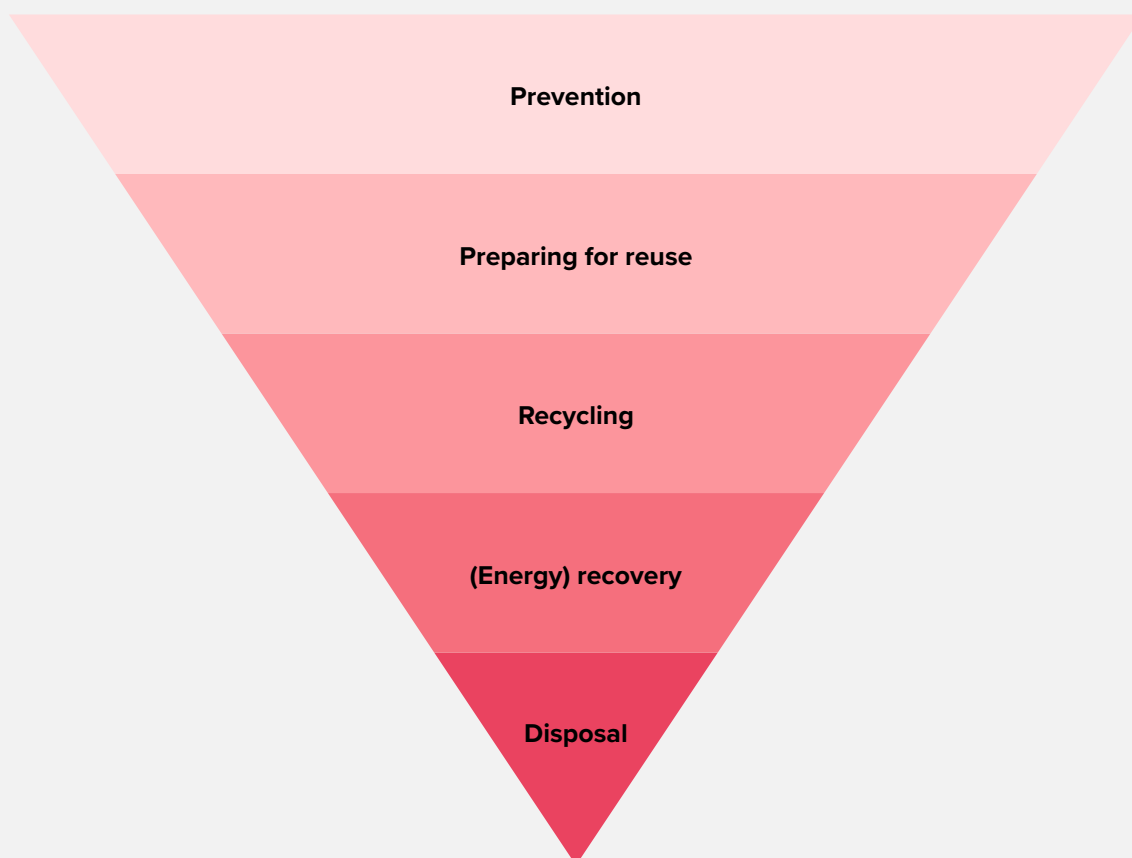 Prevention
Preparing for reuse
Recycling
(Energy) recovery
Disposal